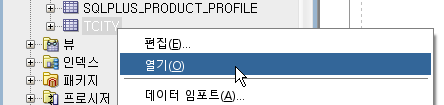 SQLPLUS_PRODUCT_PROFILE
TCITY
뷰
인덱스
패키지
프로시저
편집(E)...
열기(O)
데이터 임포트(A)...